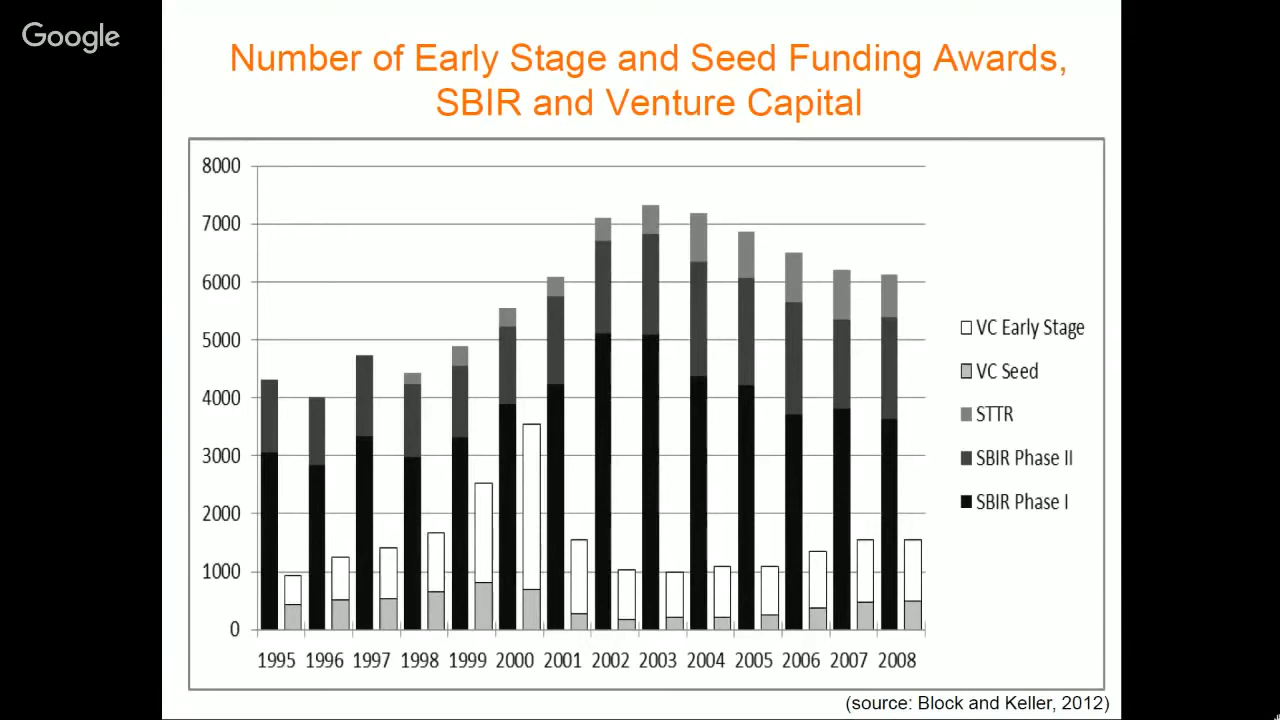 Google
Number of Early Stage and Seed Funding Awards,
SBIR and Venture Capital
8000
7000
6000
5000
4000
3000
2000
1000
0
1995 1996 1997 1998 1999 2000 2001 2002 2003 2004 2005 2006 2007 2008
VC Early Stage
VC Seed
STTR
SBIR Phase II
SBIR Phase I
(source: Block and Keller, 2012)